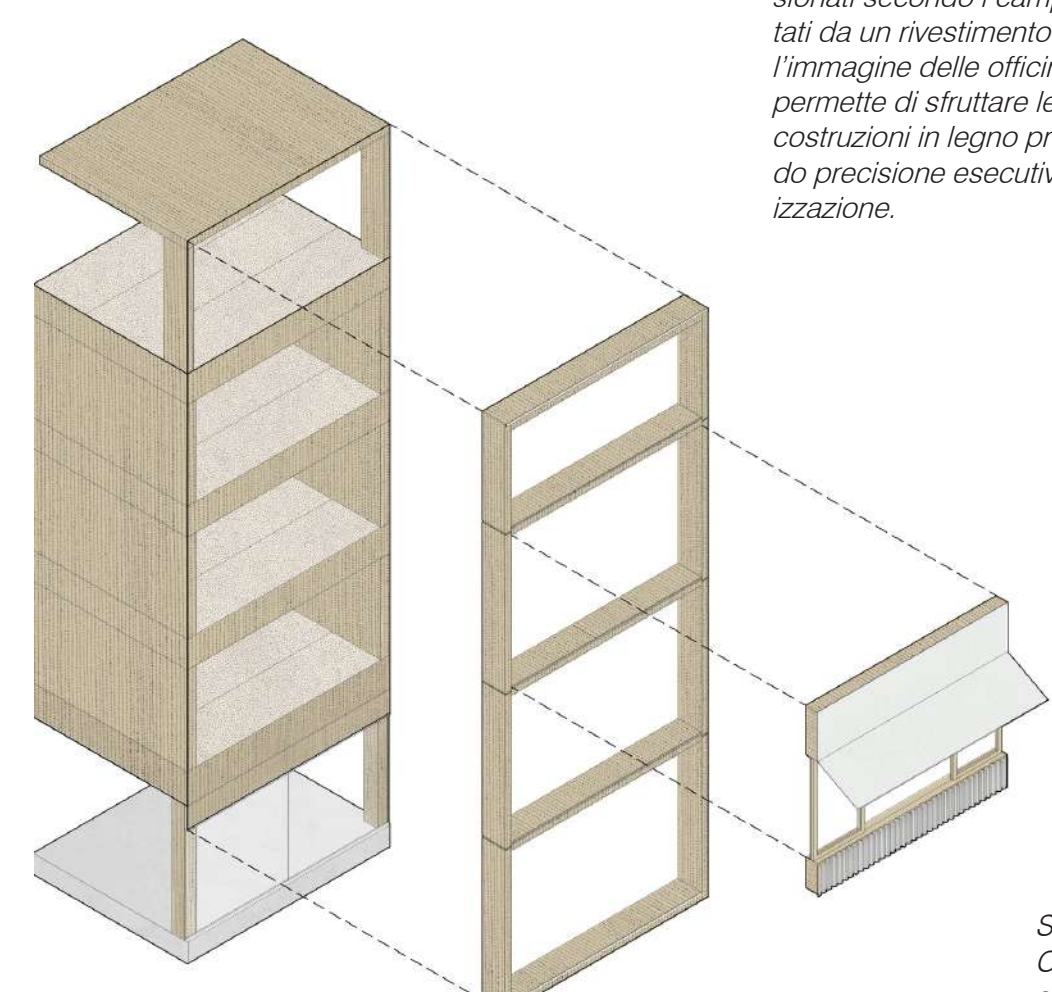 sionati secondo i camp
tati da un rivestimento
l'immagine delle officin
permette di sfruttare le
costruzioni in legno pr
do precisione esecutiv
izzazione.
S
C